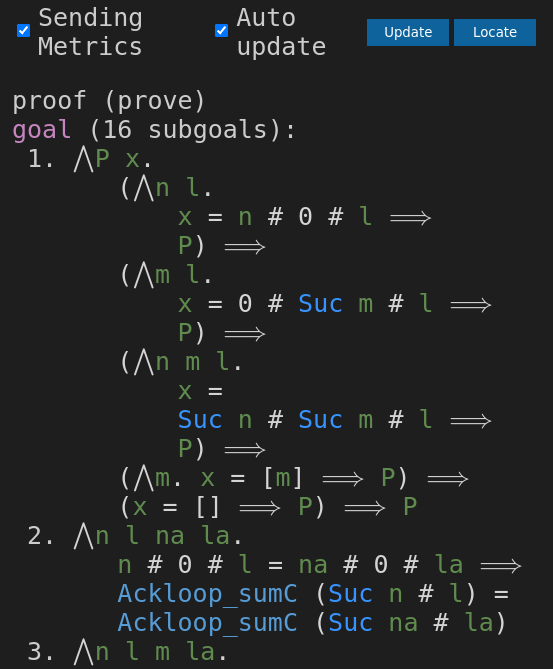 Sending Metrics
Auto update
Update
Locate
proof (prove)
goal (16 subgoals):
1. ⋀P x.
(⋀n l.
x = n # 0 # l ⟹
P) ⟹
(⋀m l.
x = 0 # Suc m # l ⟹
P) ⟹
(⋀n m l.
x =
Suc n # Suc m # l ⟹
P) ⟹
(⋀m. x = [m] ⟹ P) ⟹
(x = [] ⟹ P) ⟹ P
2. ⋀n l na la.
n # 0 # l = na # 0 # la ⟹
Ackloop_sumC (Suc n # l) =
Ackloop_sumC (Suc na # la)
3. ⋀n l m la.